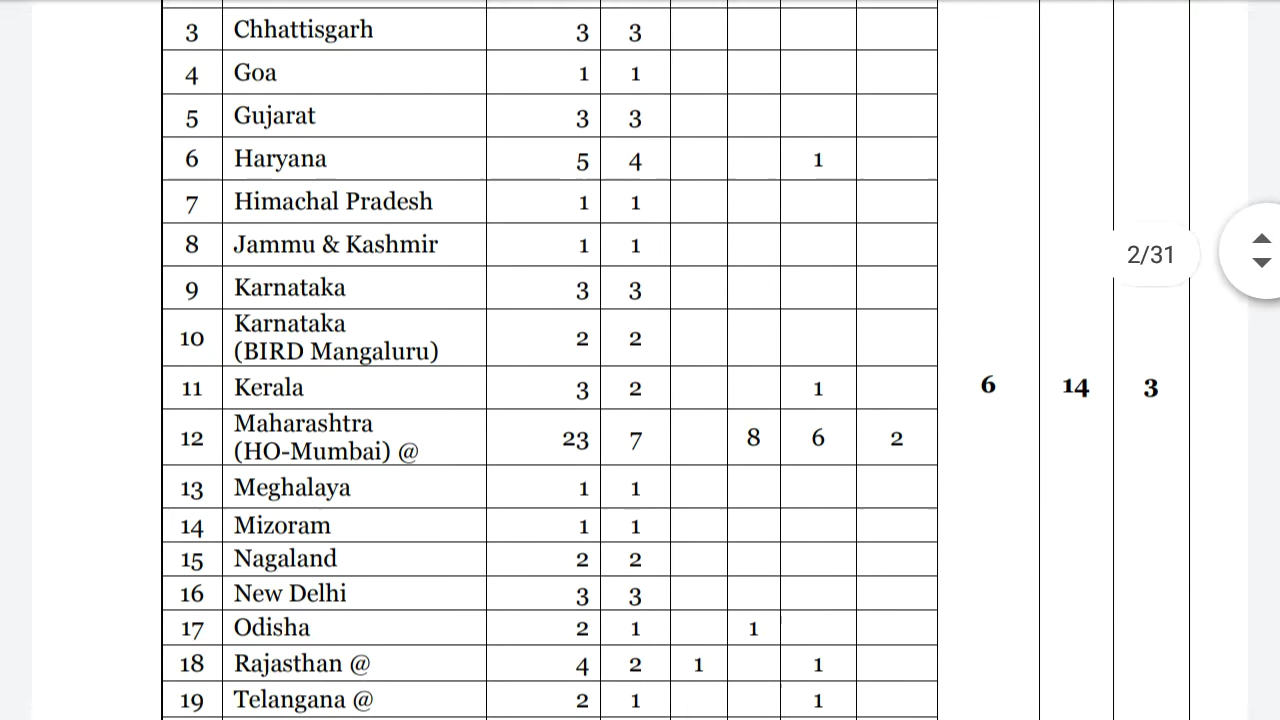 3 Chhattisgarh 3 3
4 Goa 1 1
5 Gujarat 3 3
6 Haryana 5 4 1
7 Himachal Pradesh 1 1
8 Jammu & Kashmir 1 1
2/31
9 Karnataka 3 3
Karnataka
10 2 2
(BIRD Mangaluru)
11 Kerala 3 2 1 6 14 3
Maharashtra
12 23 7 8 6 2
(HO-Mumbai) @
13 Meghalaya 1 1
14 Mizoram 1 1
15 Nagaland 2 2
16 New Delhi 3 3
17 Odisha 2 1 1
18 Rajasthan @ 4 2 1 1
19 Telangana @ 2 1 1